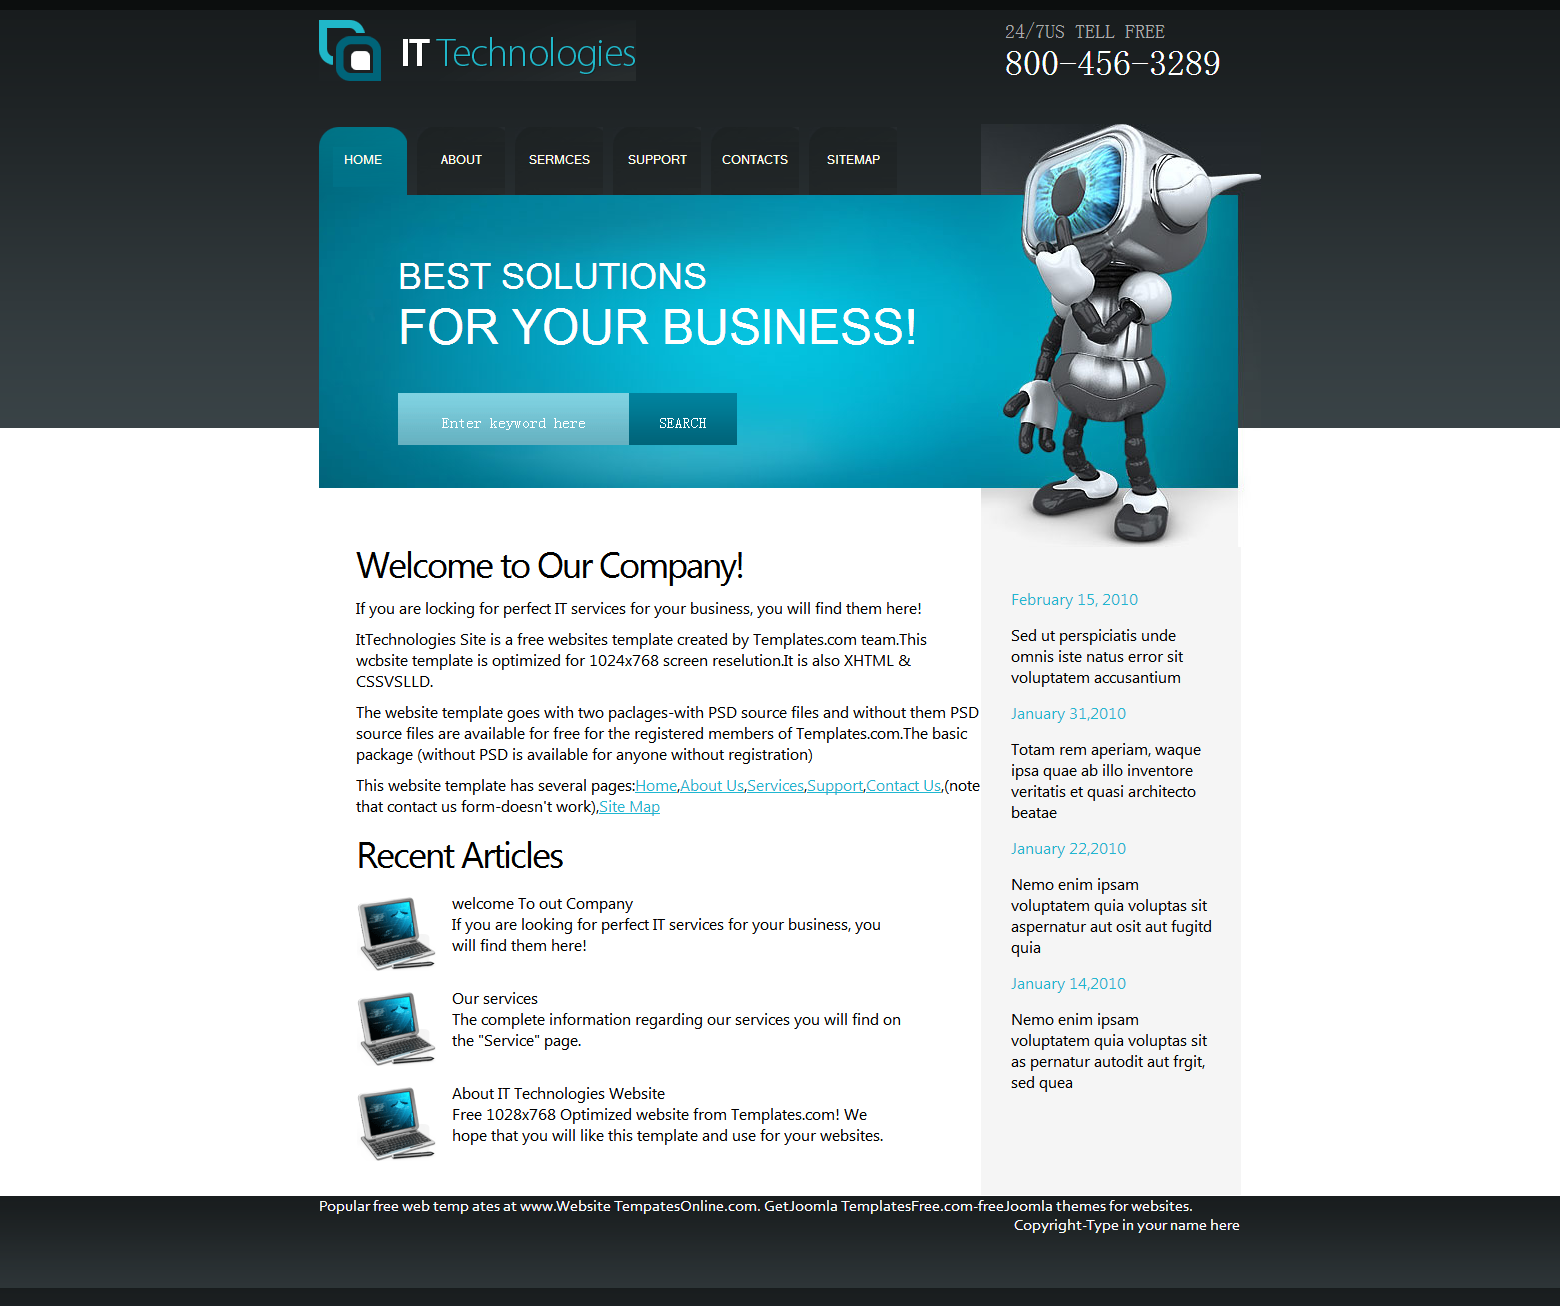 IT Technologies
24/7US TELL FREE
800-456-3289
HOME ABOUT SERMCES SUPPORT CONTACTS SITEMAP
BEST SOLUTIONS
FOR YOUR BUSINESS!
Enter keyword here SEARCH
Welcome to Our Company!
If you are locking for perfect IT services for your business, you will find them here!
ItTechnologies Site is a free websites template created by Templates.com team.This
wcbsite template is optimized for 1024x768 screen reselution.It is also XHTML &
CSSVSLLD.
The website template goes with two paclages-with PSD source files and without them PSD
source files are available for free for the registered members of Templates.com.The basic
package (without PSD is available for anyone without registration)
This website template has several pages:Home,About Us,Services,Support,Contact Us,(note
that contact us form-doesn't work),Site Map
Recent Articles
welcome To out Company
If you are looking for perfect IT services for your business, you
will find them here!
Our services
The complete information regarding our services you will find on
the "Service" page.
About IT Technologies Website
Free 1028x768 Optimized website from Templates.com! We
hope that you will like this template and use for your websites.
February 15, 2010
Sed ut perspiciatis unde
omnis iste natus error sit
voluptatem accusantium
January 31,2010
Totam rem aperiam, waque
ipsa quae ab illo inventore
veritatis et quasi architecto
beatae
January 22,2010
Nemo enim ipsam
voluptatem quia voluptas sit
aspernatur aut osit aut fugitd
quia
January 14,2010
Nemo enim ipsam
voluptatem quia voluptas sit
as pernatur autodit aut frgit,
sed quea
Popular free web temp ates at www.Website TempatesOnline.com. GetJoomla TemplatesFree.com-freeJoomla themes for websites.
Copyright-Type in your name here